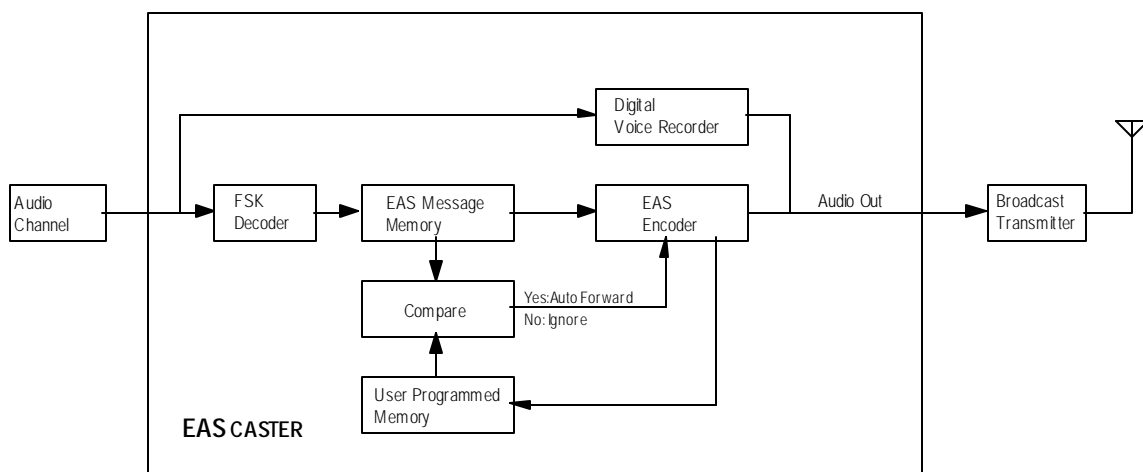 Digital
Voice Recorder
Audio
Channel
FSK
Decoder
EAS Message
Memory
EAS
Encoder
Audio Out
Broadcast
Transmitter
Compare
Yes:Auto Forward
No:Ignore
User Programmed
Memory
EAS CASTER